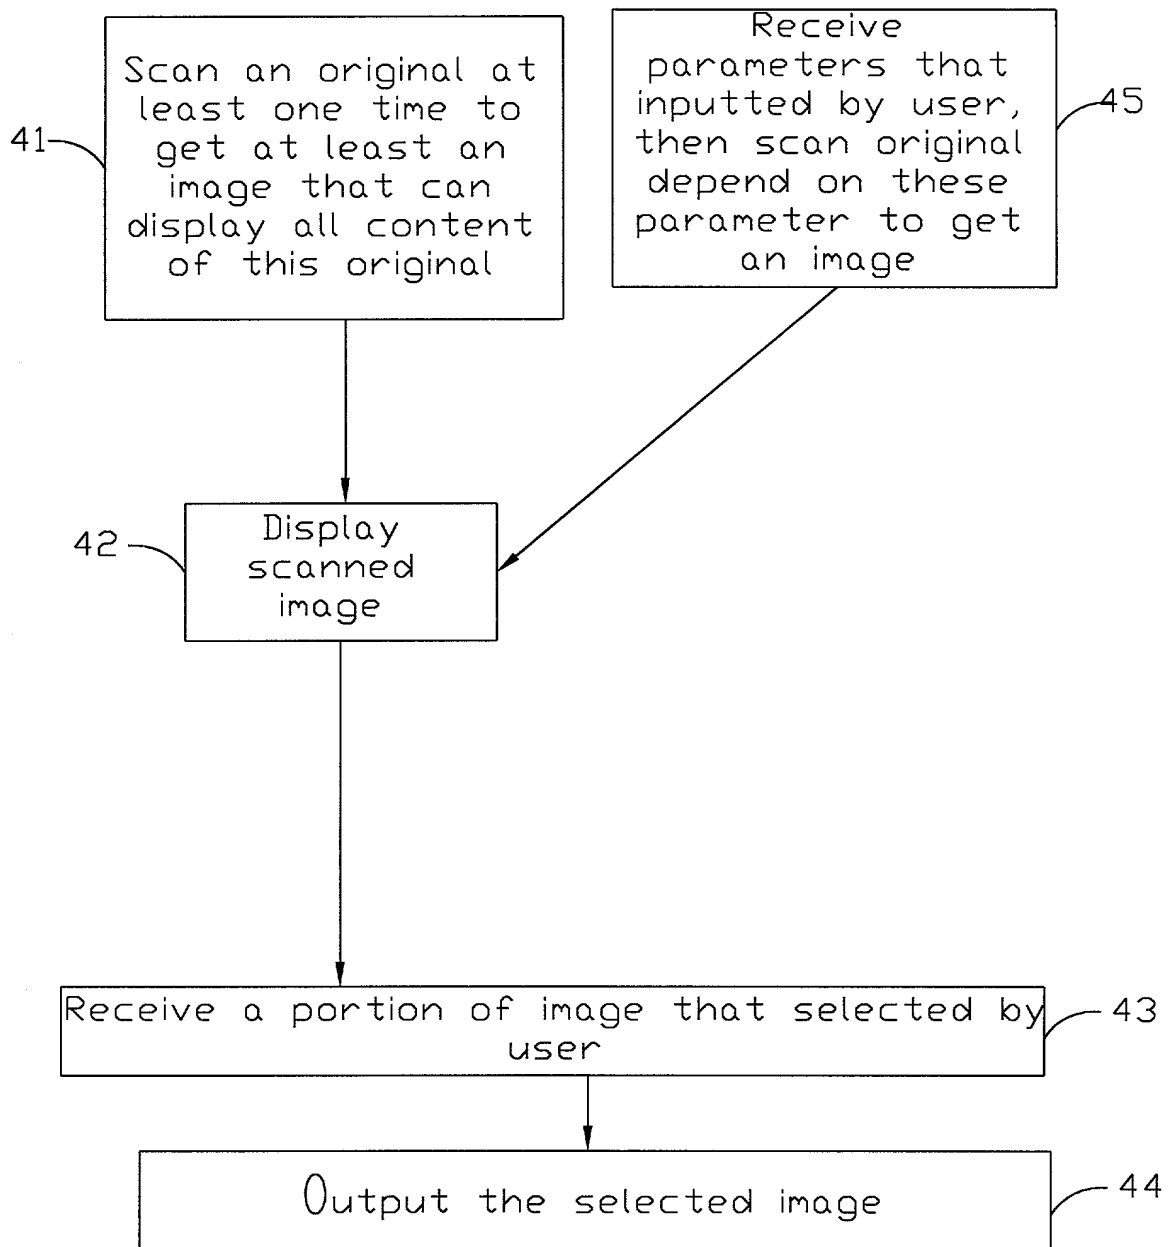 Scan an original at
least one time to
get at least an
image that can
display all content
of this original
41
Receive
parameters that
inputted by user,
then scan original
depend on these
parameter to get
an image
45
42
Display
scanned
image
Receive a portion of image that selected by
user
43
Output the selected image
44